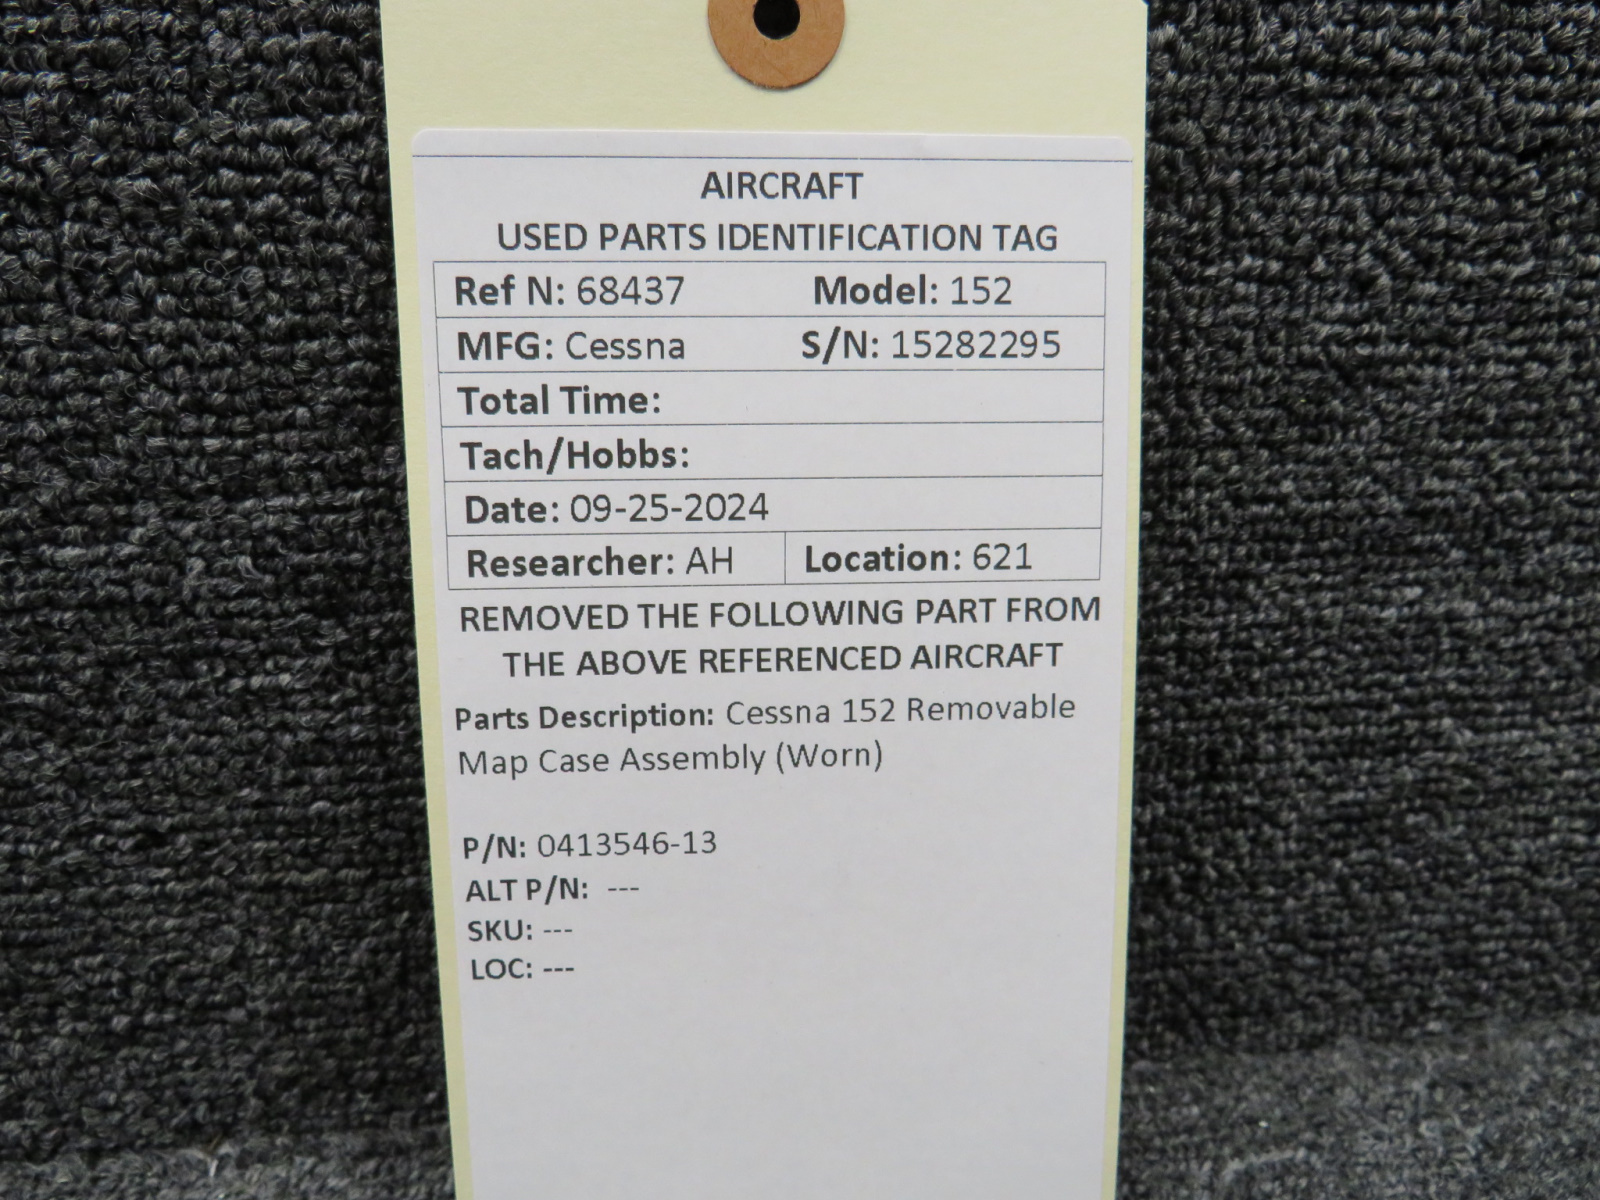 AIRCRAFT
USED PARTS IDENTIFICATION TAG
Ref N: 68437 Model: 152
MFG: Cessna S/N: 15282295
Total Time:
Tach/Hobbs:
Date: 09-25-2024
Researcher: AH Location: 621
REMOVED THE FOLLOWING PART FROM
THE ABOVE REFERENCED AIRCRAFT
Parts Description: Cessna 152 Removable
Map Case Assembly (Worn)
P/N: 0413546-13
ALT P/N: ---
SKU: ---
LOC: ---